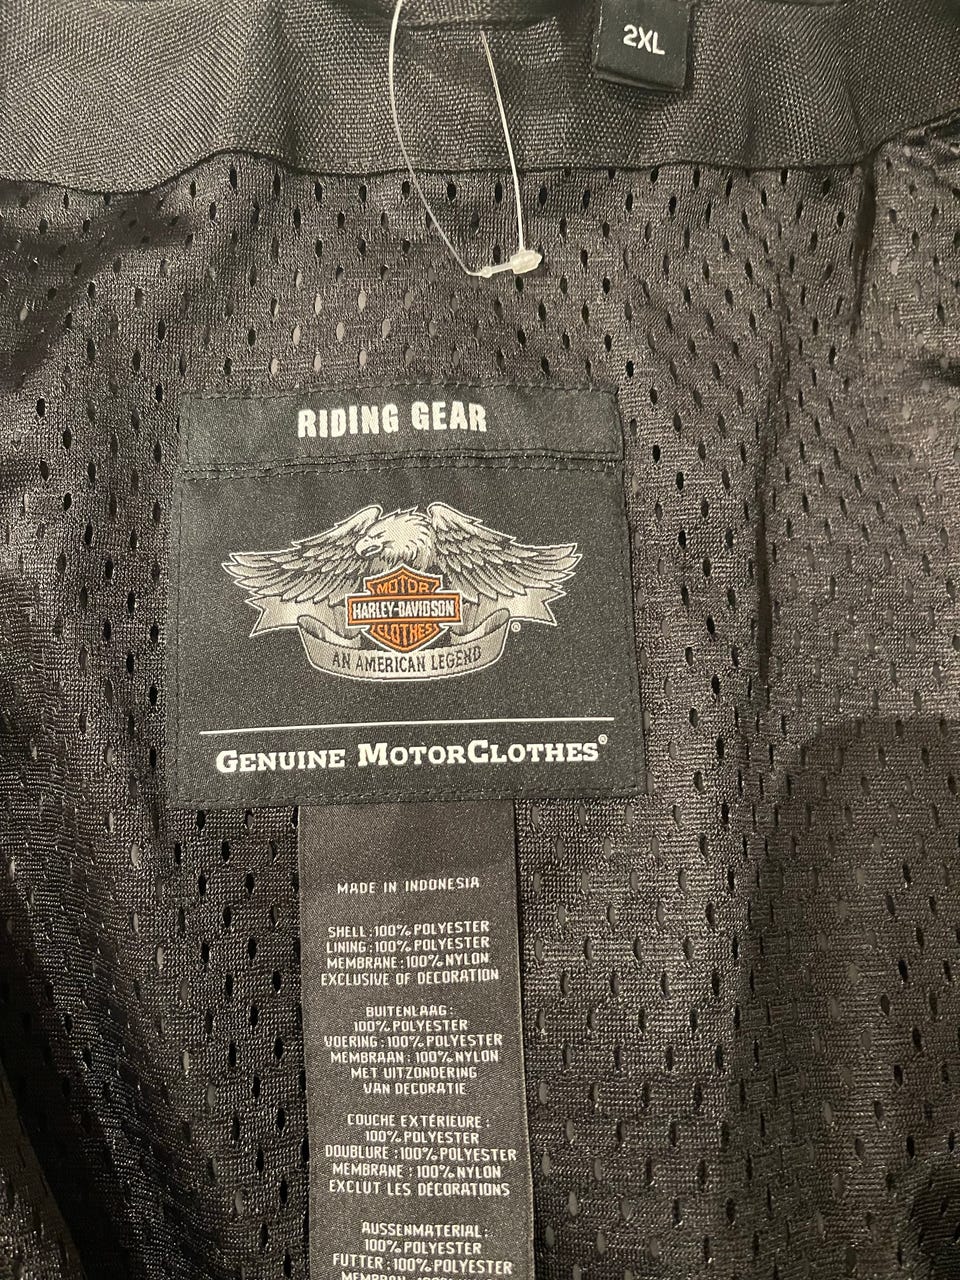 2XL
RIDING GEAR
MOTOR
HARLEY-DAVIDSON
CLOTHES
®
AN AMERICAN LEGEND
GENUINE MOTORCLOTHES®
MADE IN INDONESIA
SHELL:100% POLYESTER
LINING:100% POLYESTER
MEMBRANE:100% NYLON
EXCLUSIVE OF DECORATION
BUITENLAAG:
100% POLYESTER
VOERING:100% POLYESTER
MEMBRAAN:100% NYLON
MET UITZONDERING
VAN DECORATIE
COUCHE EXTÉRIEURE:
100% POLYESTER
DOUBLURE:100% POLYESTER
MEMBRANE:100% NYLON
EXCLUT LES DÉCORATIONS
AUSSENMATERIAL:
100% POLYESTER
FUTTER:100% POLYESTER